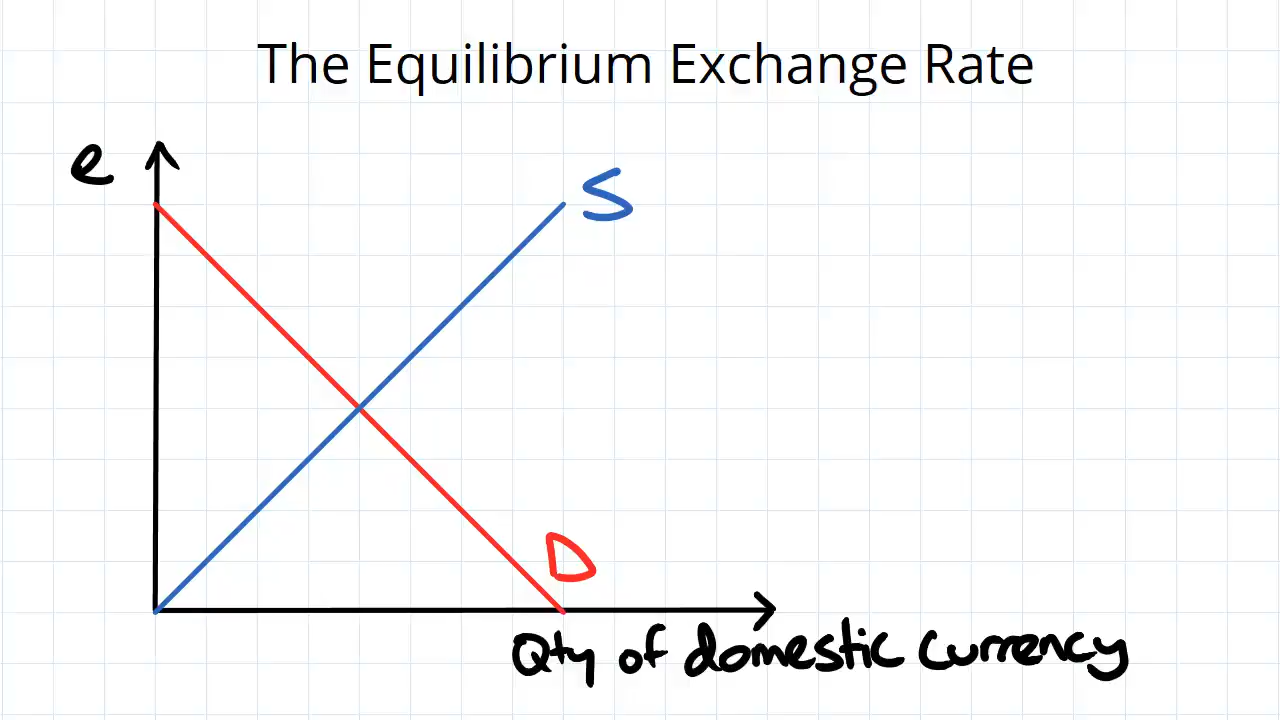 The Equilibrium Exchange Rate
e
S
D
Qty of domestic currency